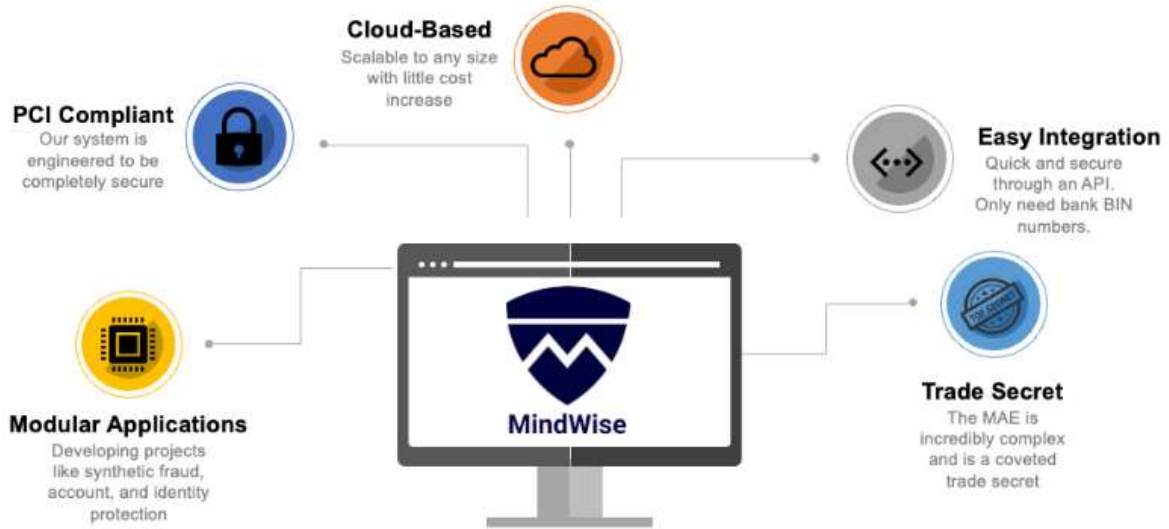 Cloud-Based
Scalable to any size
with little cost
increase
PCI Compliant
Our system is
engineered to be
completely secure
Easy Integration
Quick and secure
through an API.
Only need bank BIN
numbers.
TOP SECRET
Trade Secret
The MAE is
incredibly complex
and is a coveted
trade secret
MindWise
Modular Applications
Developing projects
like synthetic fraud,
account, and identity
protection